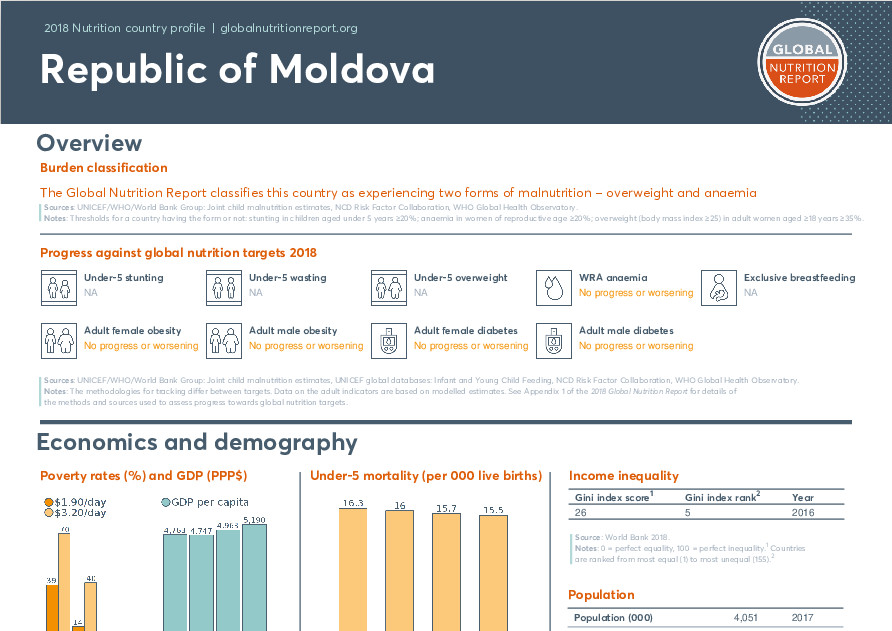 2018 Nutrition country profile | globalnutritionreport.org
Republic of Moldova
GLOBAL
NUTRITION
REPORT
Overview
Burden classification
The Global Nutrition Report classifies this country as experiencing two forms of malnutrition – overweight and anaemia
Sources: UNICEF/WHO/World Bank Group: Joint child malnutrition estimates, NCD Risk Factor Collaboration, WHO Global Health Observatory.
Notes: Thresholds for a country having the form or not: stunting in children aged under 5 years ≥20%; anaemia in women of reproductive age ≥20%; overweight (body mass index ≥25) in adult women aged ≥18 years ≥35%.
Progress against global nutrition targets 2018
Under-5 stunting
NA
Under-5 wasting
NA
Under-5 overweight
NA
WRA anaemia
No progress or worsening
Exclusive breastfeeding
NA
Adult female obesity
No progress or worsening
Adult male obesity
No progress or worsening
Adult female diabetes
No progress or worsening
Adult male diabetes
No progress or worsening
Sources: UNICEF/WHO/World Bank Group: Joint child malnutrition estimates, UNICEF global databases: Infant and Young Child Feeding, NCD Risk Factor Collaboration, WHO Global Health Observatory.
Notes: The methodologies for tracking differ between targets. Data on the adult indicators are based on modelled estimates. See Appendix 1 of the 2018 Global Nutrition Report for details of
the methods and sources used to assess progress towards global nutrition targets.
Economics and demography
Poverty rates (%) and GDP (PPP$)
$1.90/day
$3.20/day
GDP per capita
39
70
14
40
4,763
4,747
4,963
5,190
Under-5 mortality (per 000 live births)
16.3
16
15.7
15.5
Income inequality
Gini index score1 Gini index rank2 Year
26 5 2016
Source: World Bank 2018.
Notes: 0 = perfect equality, 100 = perfect inequality.1 Countries
are ranked from most equal (1) to most unequal (155).2
Population
Population (000) 4,051 2017